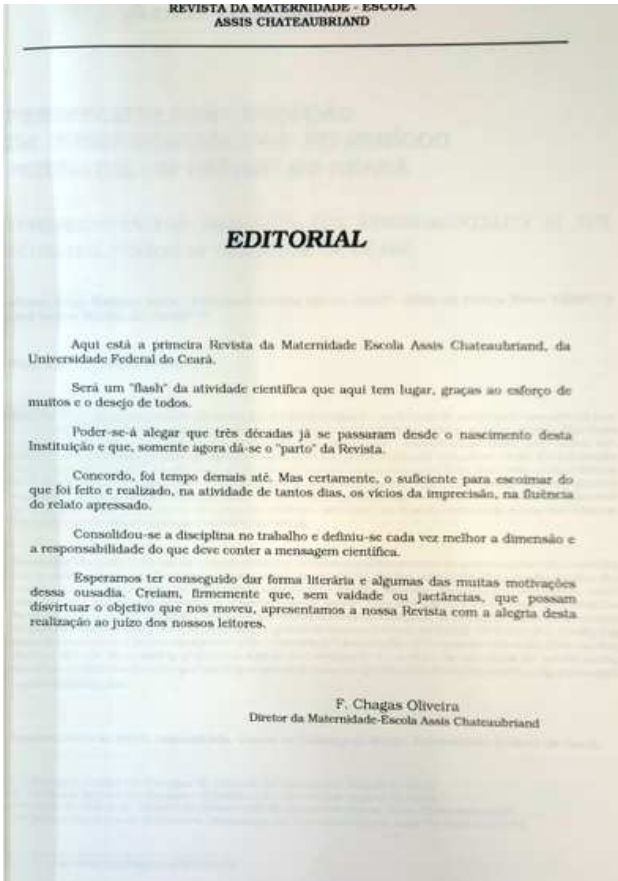 REVISTA DA MATERNIDADE - ESCOLA
ASSIS CHATEAUBRIAND
EDITORIAL
Aqui está a primeira Revista da Maternidade Escola Assis Chateaubriand, da
Universidade Federal do Ceará.
Será um "flash" da atividade científica que aqui tem lugar, graças ao esforço de
muitos e o desejo de todos.
Poder-se-á alegar que três décadas já se passaram desde o nascimento desta
Instituição e que, somente agora dá-se o "parto" da Revista.
Concordo, foi tempo demais até. Mas certamente, o suficiente para escoimar do
que foi feito e realizado, na atividade de tantos dias, os vícios da imprecisão, na fluência
do relato apressado.
Consolidou-se a disciplina no trabalho e definiu-se cada vez melhor a dimensão e
a responsabilidade do que deve conter a mensagem científica.
Esperamos ter conseguido dar forma literária e algumas das muitas motivações
dessa ousadia. Creiam, firmemente que, sem vaidade ou jactâncias, que possam
disvirtuar o objetivo que nos moveu, apresentamos a nossa Revista com a alegria desta
realização ao juízo dos nossos leitores.
F. Chagas Oliveira
Diretor da Maternidade-Escola Assis Chateaubriand